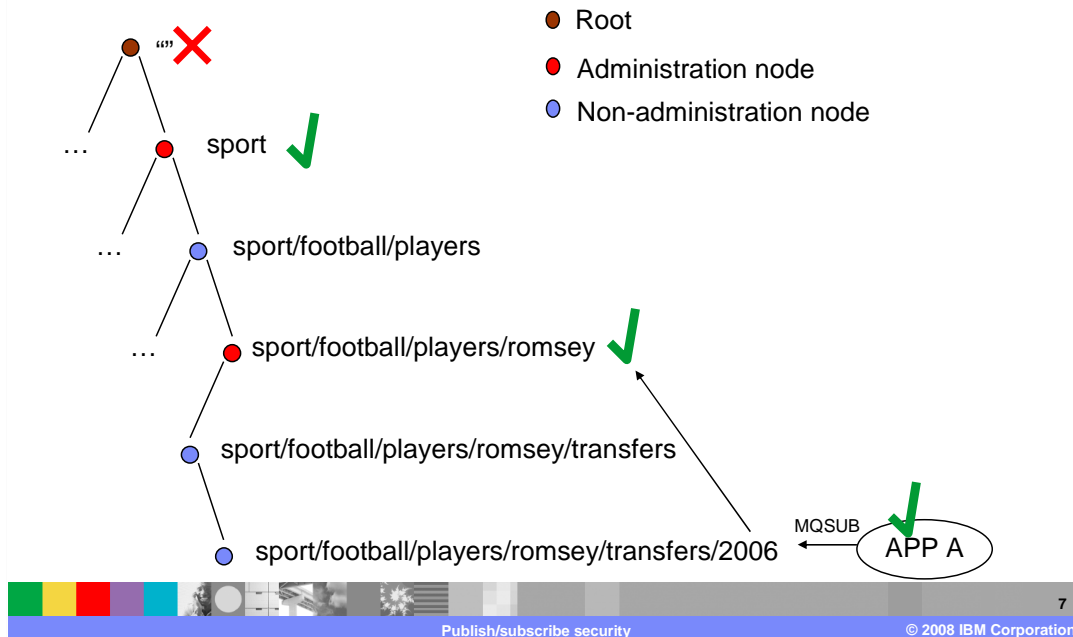 “”
Root
Administration node
Non-administration node
…
sport
…
sport/football/players
…
sport/football/players/romsey
sport/football/players/romsey/transfers
sport/football/players/romsey/transfers/2006
MQSUB
APP A
7
Publish/subscribe security
© 2008 IBM Corporation